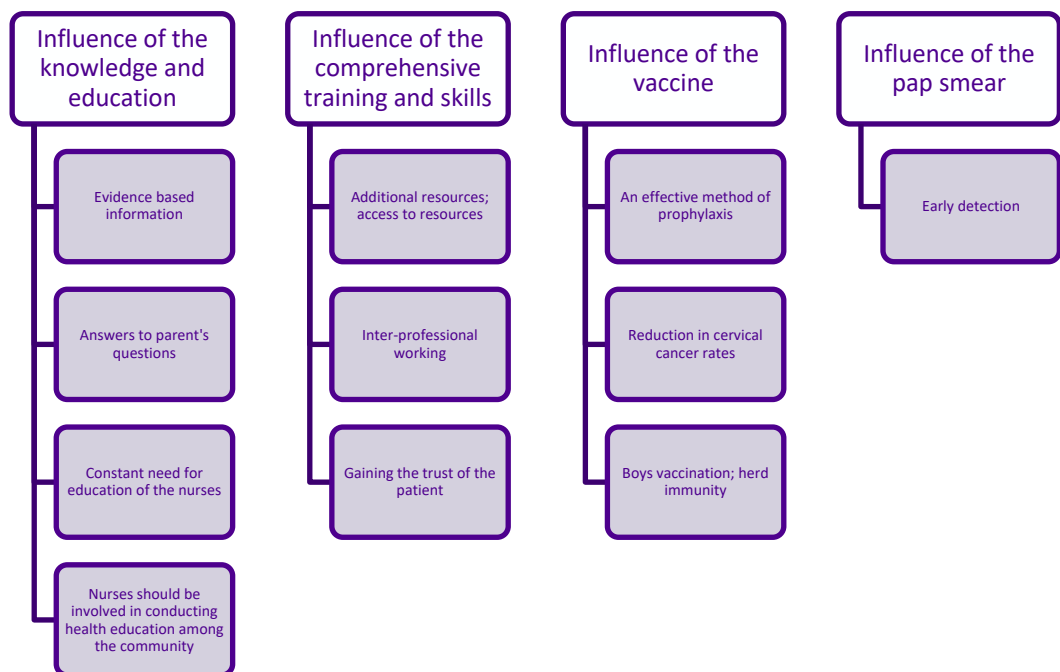 Influence of the
knowledge and
education
Evidence based
information
Answers to parent's
questions
Constant need for
education of the nurses
Nurses should be
involved in conducting
health education among
the community
Influence of the
comprehensive
training and skills
Additional resources;
access to resources
Inter-professional
working
Gaining the trust of the
patient
Influence of the
vaccine
An effective method of
prophylaxis
Reduction in cervical
cancer rates
Boys vaccination; herd
immunity
Influence of the
pap smear
Early detection